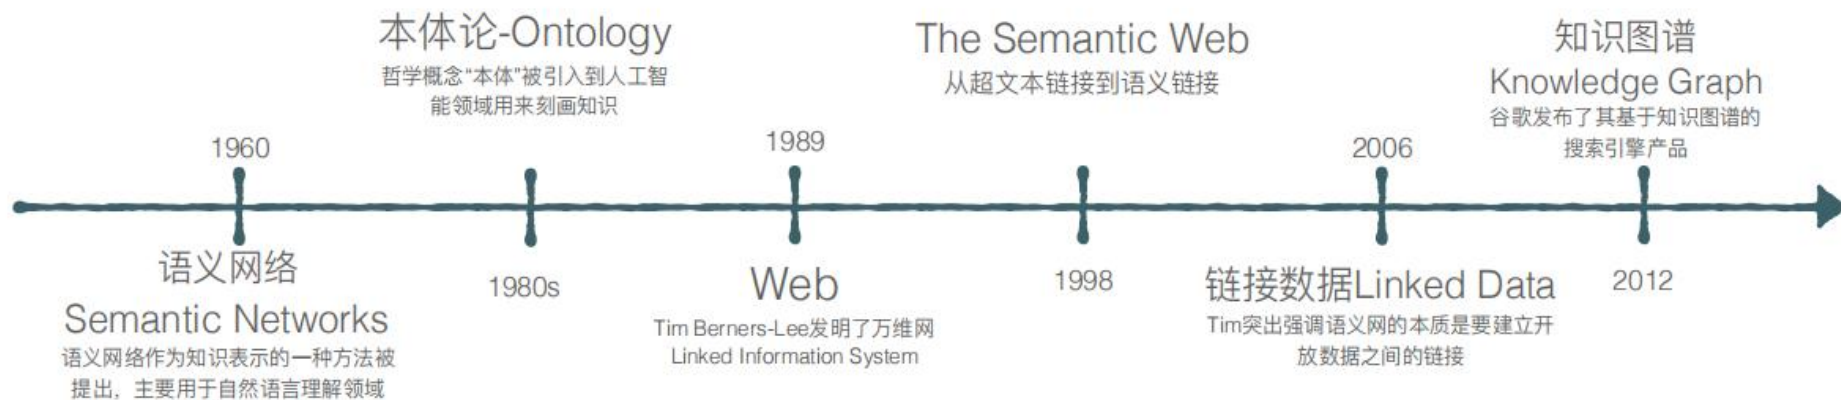 1960
语义网络
Semantic Networks
语义网络作为知识表示的一种方法被
提出，主要用于自然语言理解领域
本体论-Ontology
哲学概念“本体”被引入到人工智
能领域用来刻画知识
1980s
1989
Web
Tim Berners-Lee发明了万维网
Linked Information System
The Semantic Web
从超文本链接到语义链接
1998
2006
链接数据Linked Data
Tim突出强调语义网的本质是要建立开
放数据之间的链接
知识图谱
Knowledge Graph
谷歌发布了其基于知识图谱的
搜索引擎产品
2012